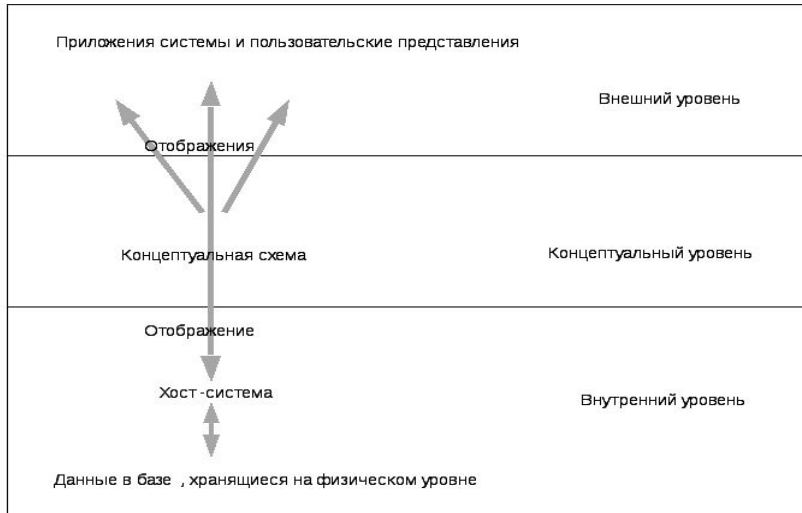 Приложения системы и пользовательские представления
Внешний уровень
Отображения
Концептуальная схема
Концептуальный уровень
Отображение
Хост-система
Внутренний уровень
Данные в базе , хранящиеся на физическом уровне